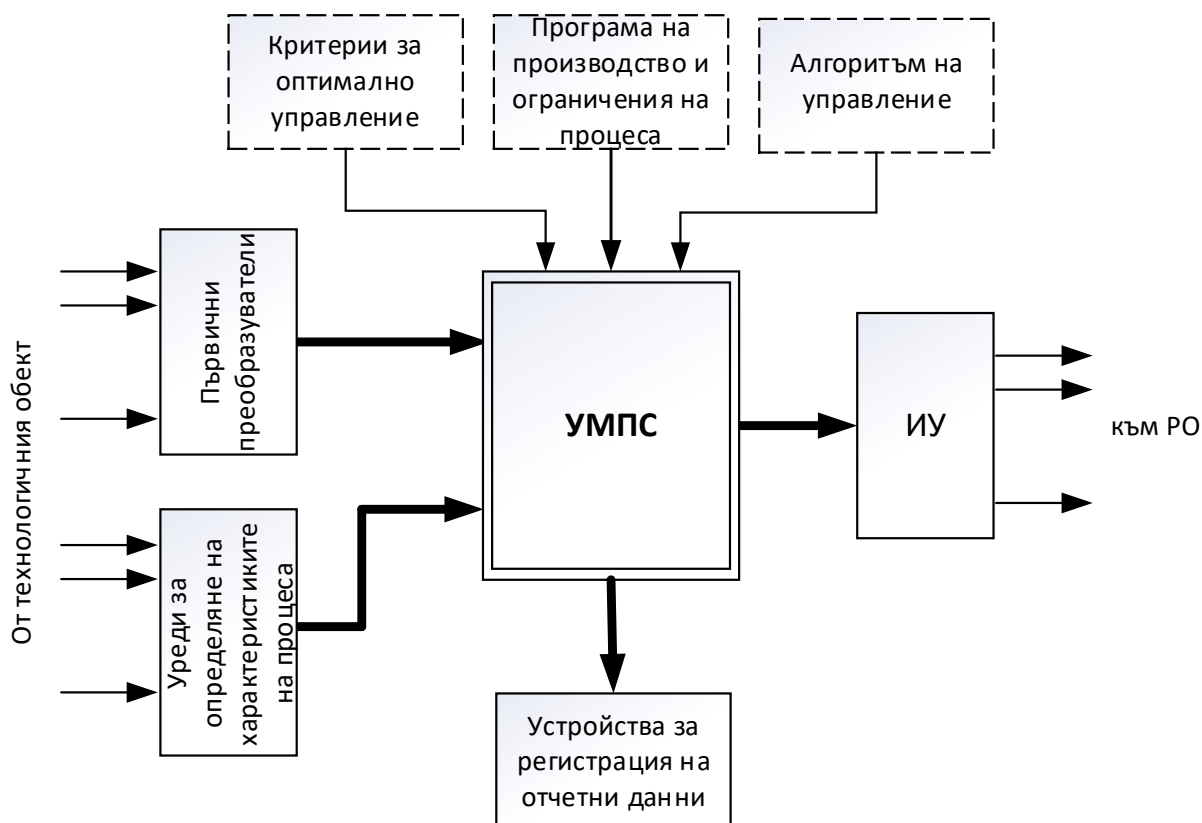 Критерии за
оптимално
управление
Програма на
производство и
ограничения на
процеса
Алгоритъм на
управление
От технологичния обект
Първични
преобразуватели
УМПС
ИУ
към РО
Уреди за
определяне на
характеристиките
на процеса
Устройства за
регистрация на
отчетни данни